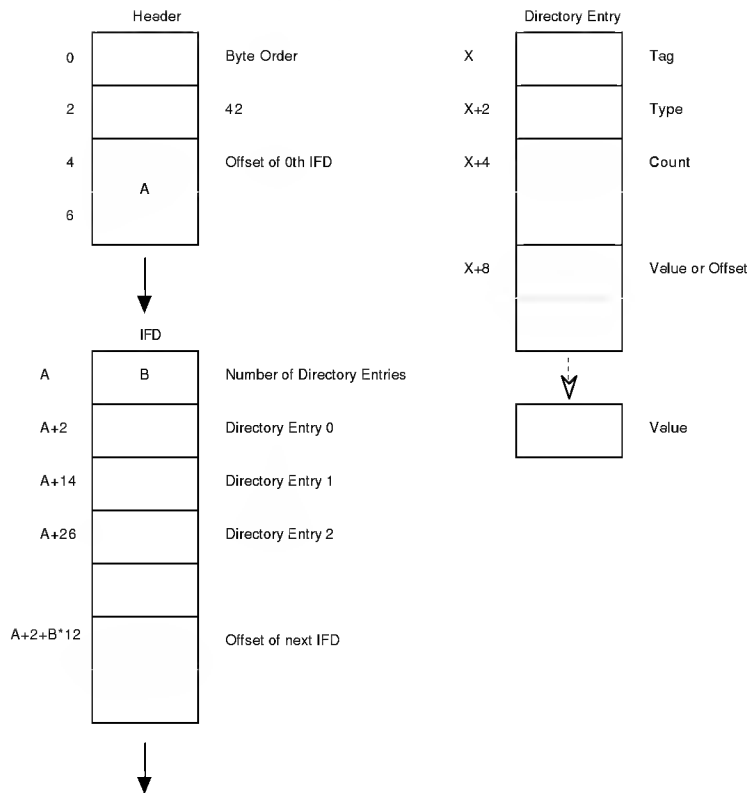 Header
0 Byte Order
2 42
4 Offset of 0th IFD
A
6
IFD
A B Number of Directory Entries
A+2 Directory Entry 0
A+14 Directory Entry 1
A+26 Directory Entry 2
A+2+B*12 Offset of next IFD
Directory Entry
X Tag
X+2 Type
X+4 Count
X+8 Value or Offset
Value